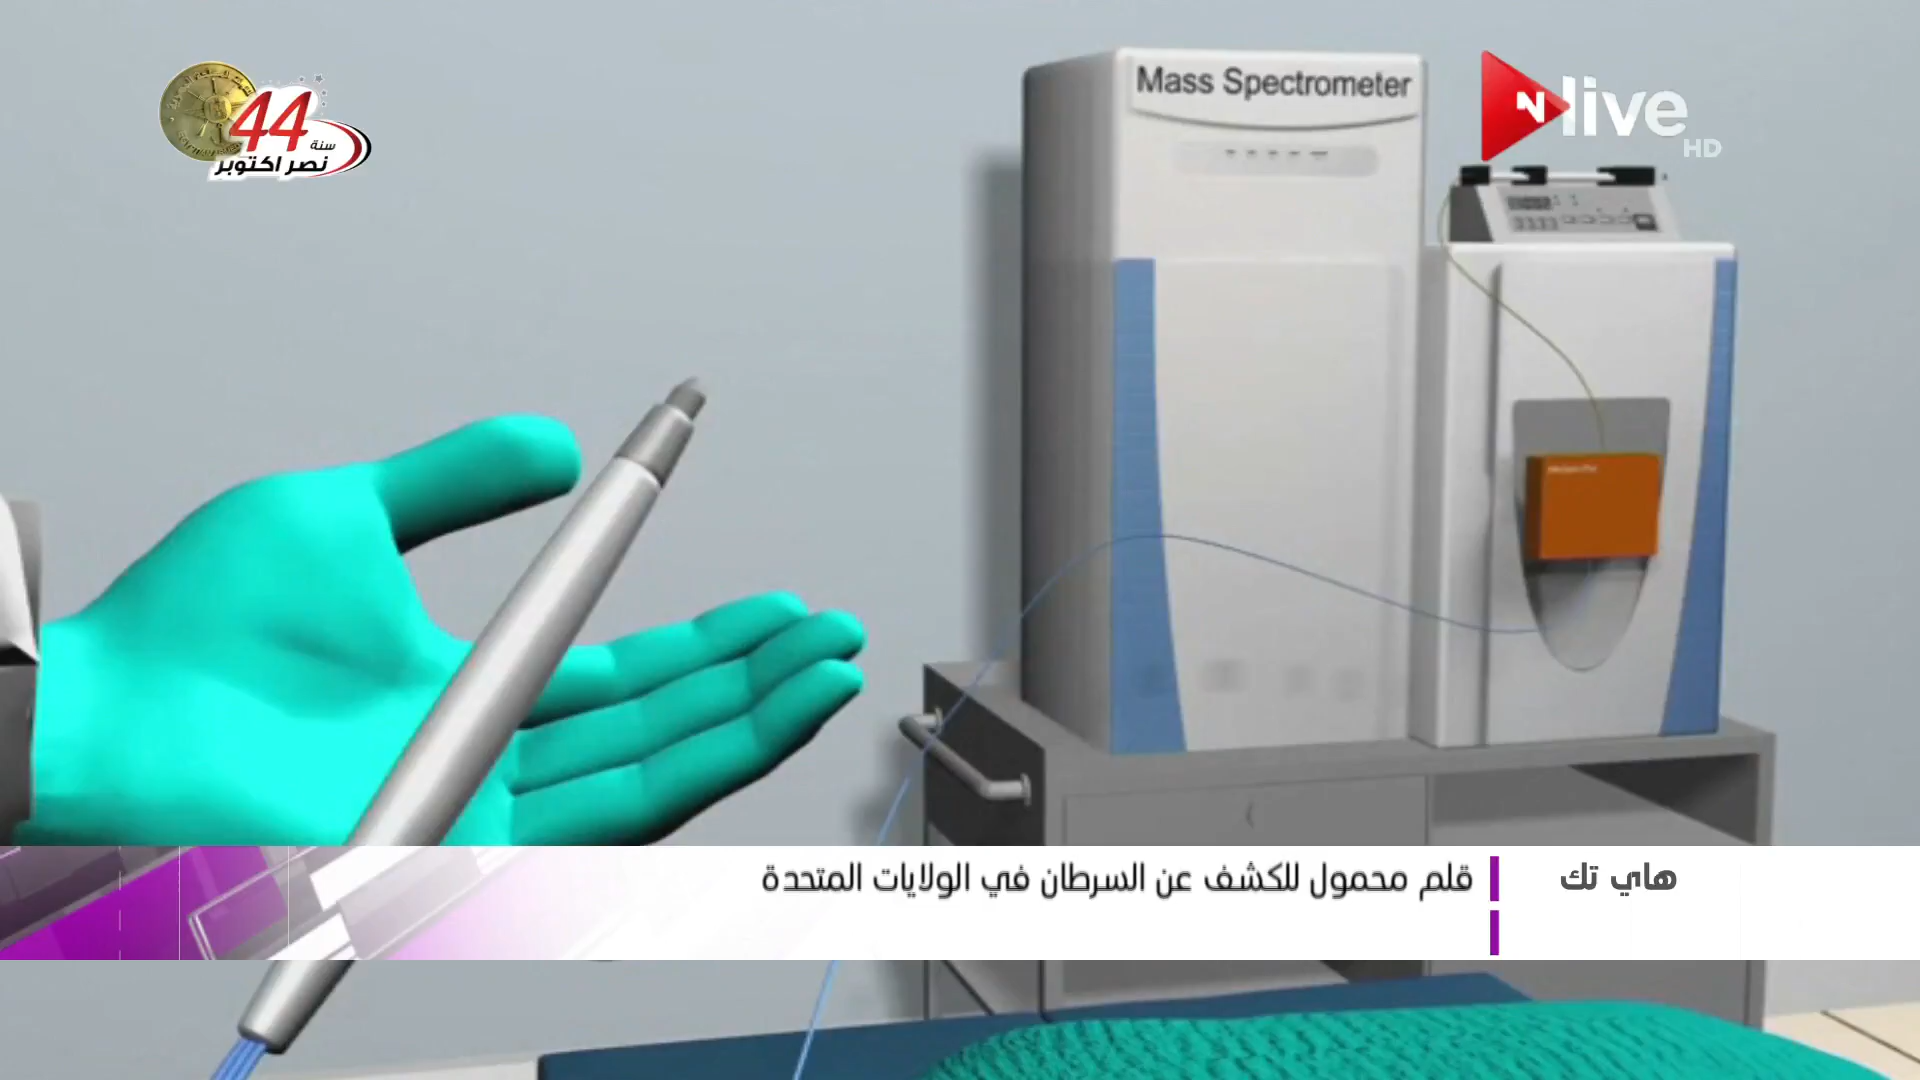 44
سنة
نصر اكتوبر
Mass Spectrometer
N live
HD
هاي تك
قلم محمول للكشف عن السرطان في الولايات المتحدة